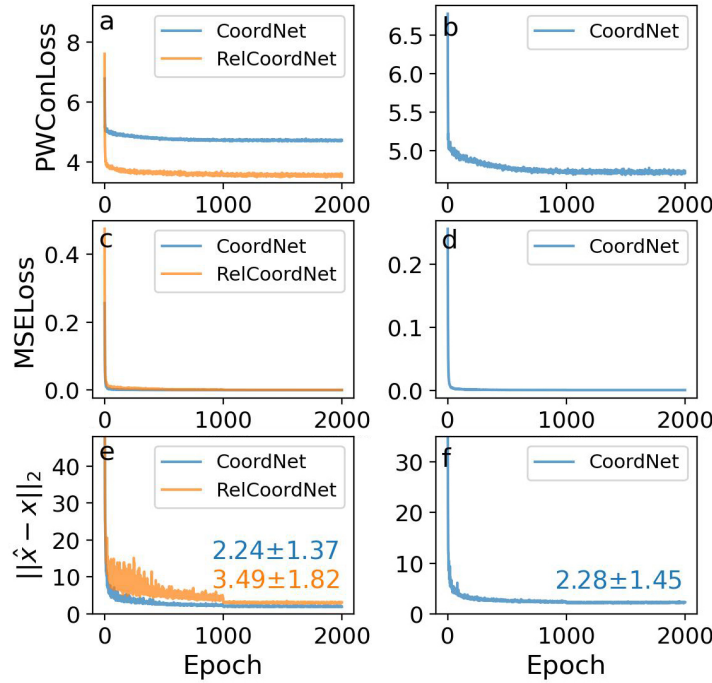 a
CoordNet
RelCoordNet
PWConLoss
8
6
4
0
1000
2000
b
CoordNet
6.5
6.0
5.5
5.0
0
1000
2000
c
CoordNet
RelCoordNet
MSELoss
0.4
0.2
0.0
0
1000
2000
d
CoordNet
0.2
0.1
0.0
0
1000
2000
e
CoordNet
RelCoordNet
||x̂ − x||₂
40
30
20
10
0
2.24±1.37
3.49±1.82
0
1000
2000
Epoch
f
CoordNet
30
20
10
0
2.28±1.45
0
1000
2000
Epoch